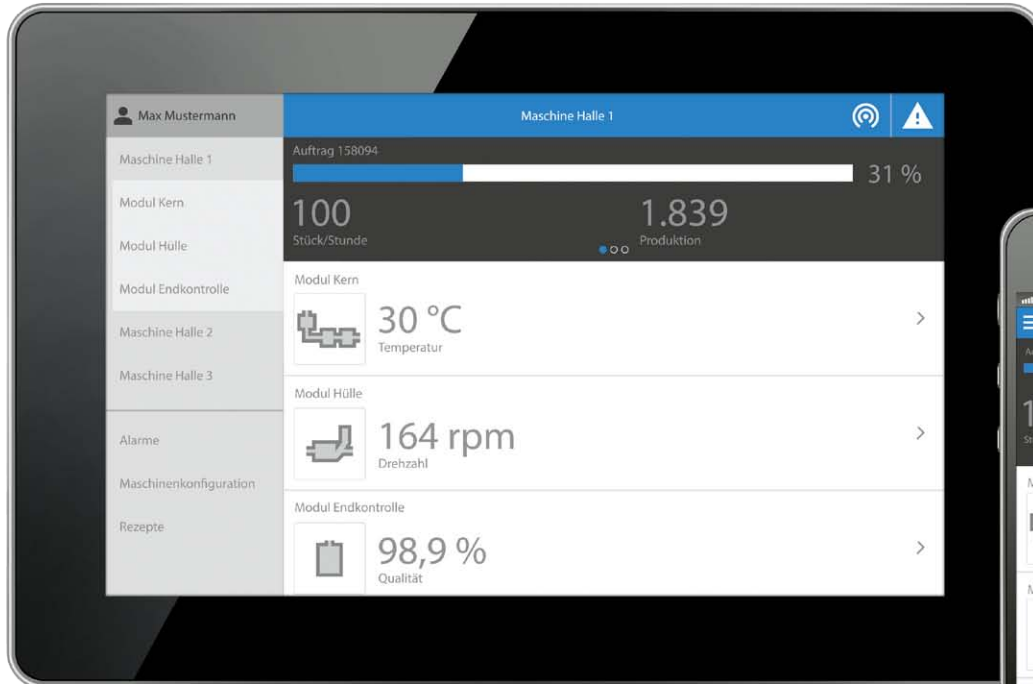 Max Mustermann
Maschine Halle 1
Maschine Halle 1
Modul Kern
Modul Hülle
Modul Endkontrolle
Maschine Halle 2
Maschine Halle 3
Alarme
Maschinenkonfiguration
Rezepte
Auftrag 158094
31 %
100
Stück/Stunde
1.839
Produktion
Modul Kern
30 °C
Temperatur
Modul Hülle
164 rpm
Drehzahl
Modul Endkontrolle
98,9 %
Qualität